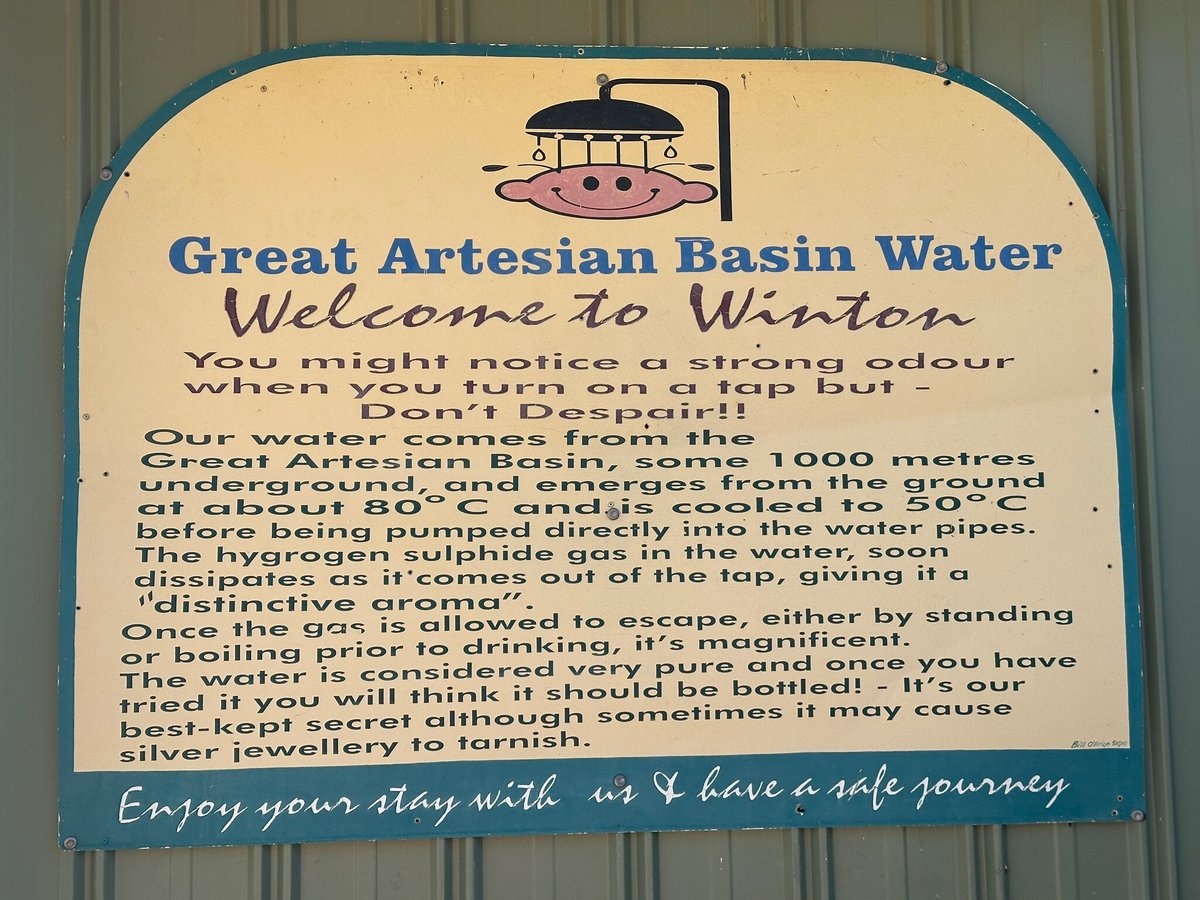 Great Artesian Basin Water
Welcome to Winton
You might notice a strong odour
when you turn on a tap but -
Don't Despair!!
Our water comes from the
Great Artesian Basin, some 1000 metres
underground, and emerges from the ground
at about 80°C and is cooled to 50°C
before being pumped directly into the water pipes.
The hygrogen sulphide gas in the water, soon
dissipates as it comes out of the tap, giving it a
"distinctive aroma".
Once the gas is allowed to escape, either by standing
or boiling prior to drinking, it's magnificent.
The water is considered very pure and once you have
tried it you will think it should be bottled! - It's our
best-kept secret although sometimes it may cause
silver jewellery to tarnish.
Bill
Enjoy your stay with us & have a safe journey